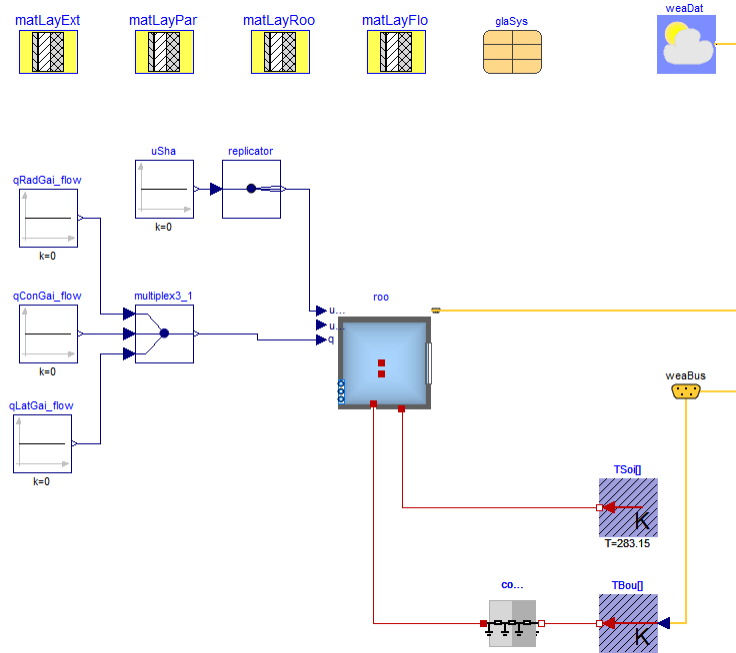 matLayExt
matLayPar
matLayRoo
matLayFlo
glaSys
weaDat
uSha
replicator
qRadGai_flow
k=0
k=0
qConGai_flow
multiplex3_1
roo
u...
u...
q
k=0
weaBus
qLatGai_flow
k=0
TSoi[]
K
T=283.15
co...
TBou[]
K